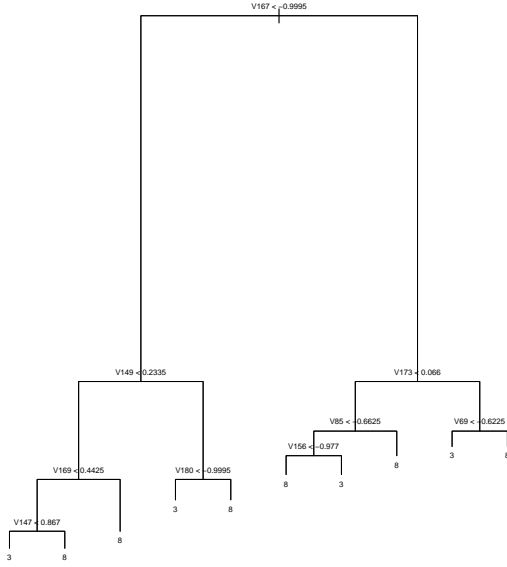 V167 < −0.9995
V149 < 0.2335
V173 < 0.066
V85 < −0.6625
V69 < −0.6225
V156 < −0.977
3
8
8
8
3
V169 < 0.4425
V180 < −0.9995
3
8
8
V147 < 0.867
3
8